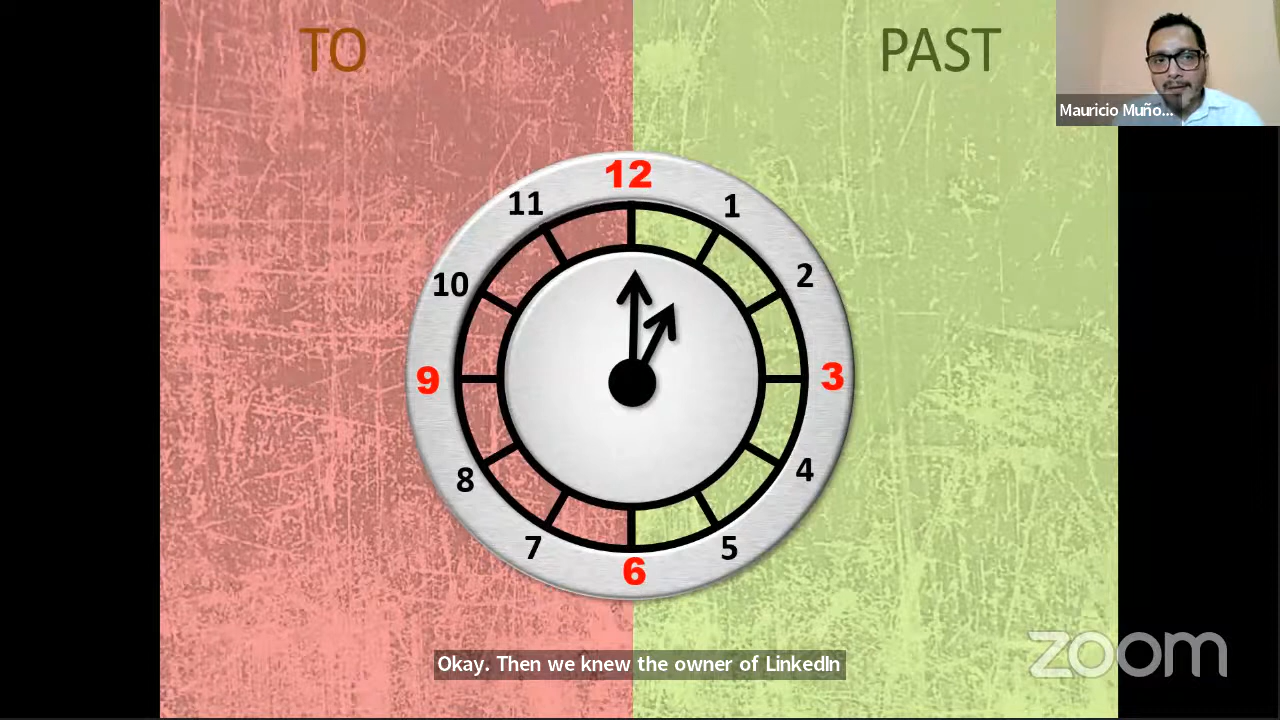 TO
PAST
Mauricio Muño...
12
11
1
10
2
9
3
8
4
7
5
6
Okay. Then we knew the owner of LinkedIn
zoom